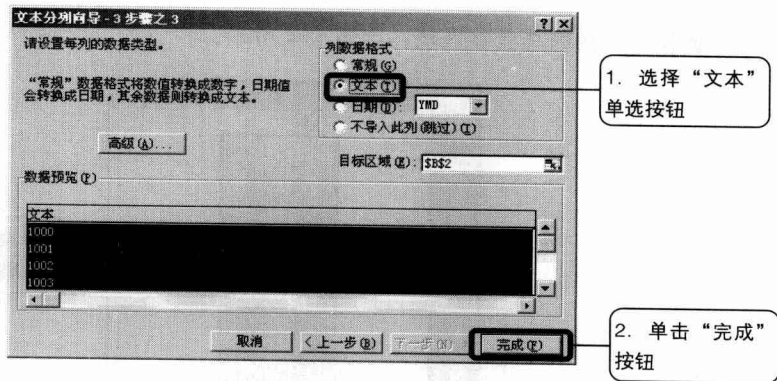 文本分列向导 - 3 步骤之 3
请设置每列的数据类型。
“常规”数据格式将数值转换成数字，日期值
会转换成日期，其余数据则转换成文本。
高级(A)...
列数据格式
常规(G)
文本(T)
日期(D): YMD
不导入此列(跳过)(I)
目标区域(E): $B$2
数据预览(P)
文本
1000
1001
1002
1003
取消
< 上一步(B)
下一步(N)
完成(F)
1. 选择“文本”
单选按钮
2. 单击“完成”
按钮